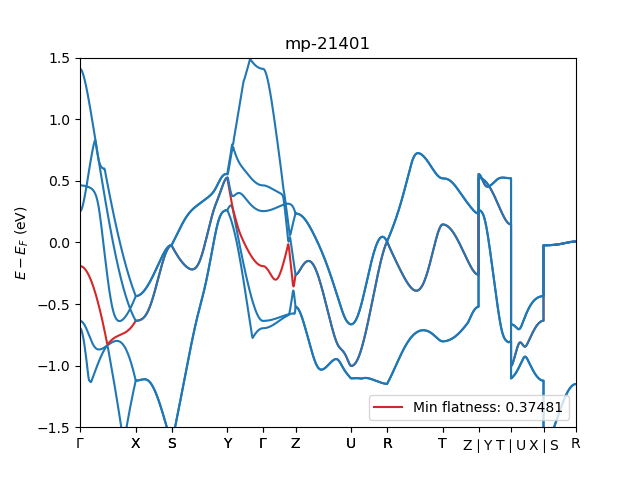 mp-21401
E − E_F (eV)
1.5
1.0
0.5
0.0
−0.5
−1.0
−1.5
Min flatness: 0.37481
Γ X S Y Γ Z U R T Z | Y T | U X | S R